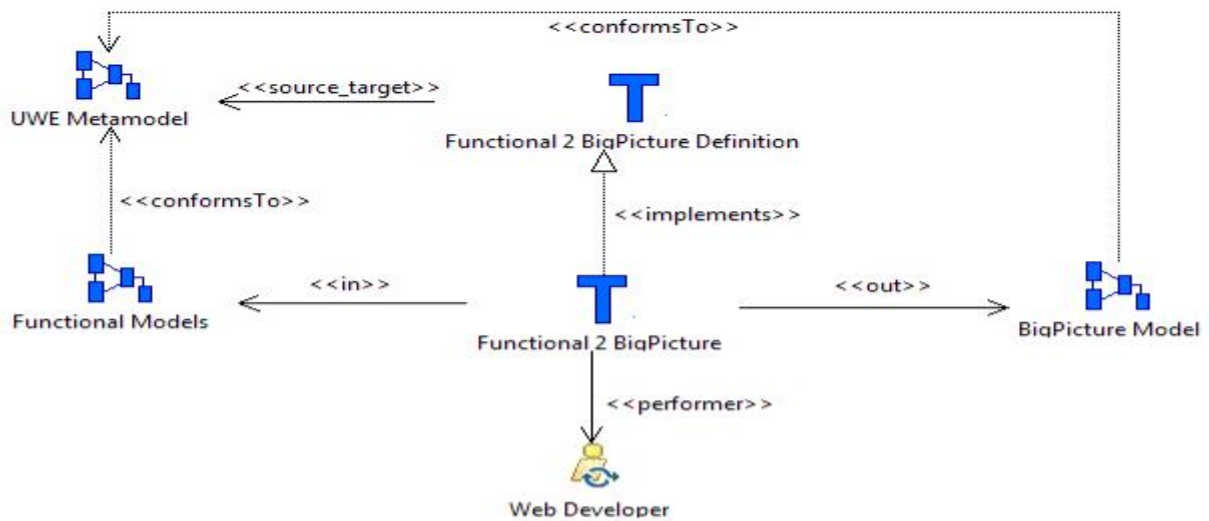 <<conformsTo>>
<<source_target>>
UWE Metamodel
Functional 2 BigPicture Definition
<<conformsTo>>
<<implements>>
<<in>>
<<out>>
Functional Models
BigPicture Model
Functional 2 BigPicture
<<performer>>
Web Developer